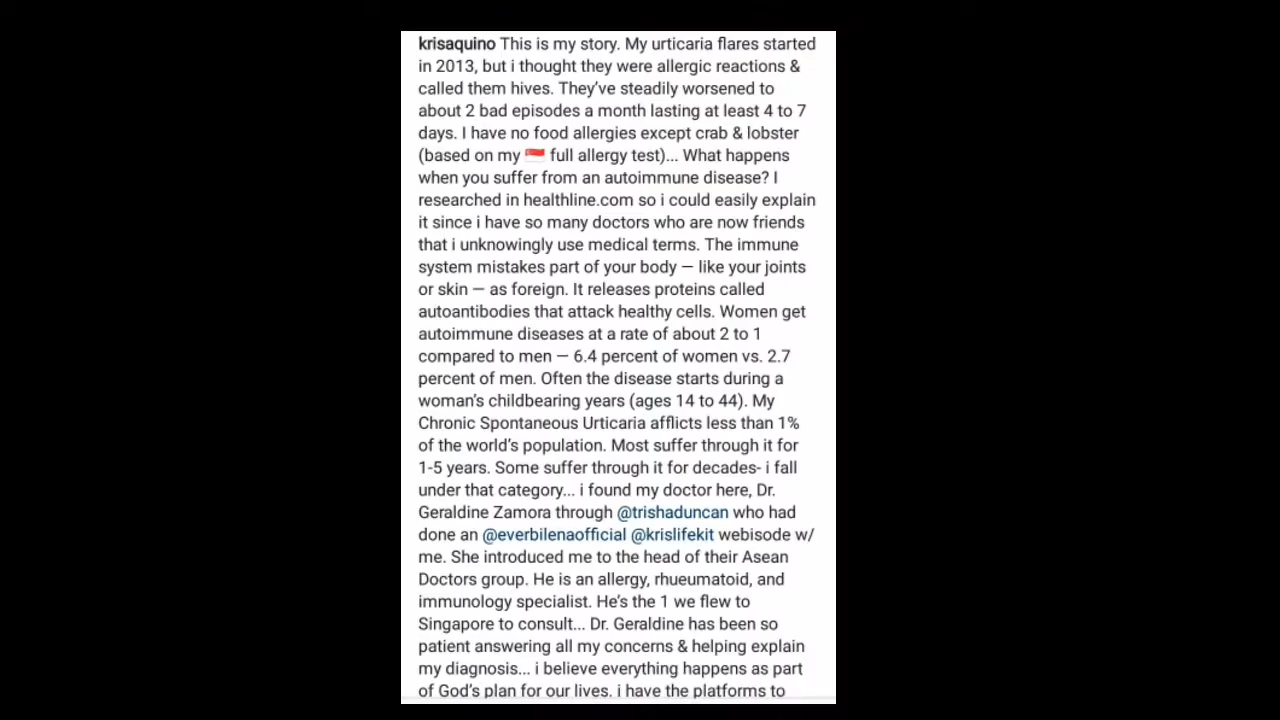 krisaquino This is my story. My urticaria flares started
in 2013, but i thought they were allergic reactions &
called them hives. They've steadily worsened to
about 2 bad episodes a month lasting at least 4 to 7
days. I have no food allergies except crab & lobster
(based on my 🇸🇬 full allergy test)... What happens
when you suffer from an autoimmune disease? I
researched in healthline.com so i could easily explain
it since i have so many doctors who are now friends
that i unknowingly use medical terms. The immune
system mistakes part of your body — like your joints
or skin — as foreign. It releases proteins called
autoantibodies that attack healthy cells. Women get
autoimmune diseases at a rate of about 2 to 1
compared to men — 6.4 percent of women vs. 2.7
percent of men. Often the disease starts during a
woman's childbearing years (ages 14 to 44). My
Chronic Spontaneous Urticaria afflicts less than 1%
of the world's population. Most suffer through it for
1-5 years. Some suffer through it for decades- i fall
under that category... i found my doctor here, Dr.
Geraldine Zamora through @trishaduncan who had
done an @everbilenaofficial @krislifekit webisode w/
me. She introduced me to the head of their Asean
Doctors group. He is an allergy, rhueumatoid, and
immunology specialist. He's the 1 we flew to
Singapore to consult... Dr. Geraldine has been so
patient answering all my concerns & helping explain
my diagnosis... i believe everything happens as part
of God's plan for our lives. i have the platforms to